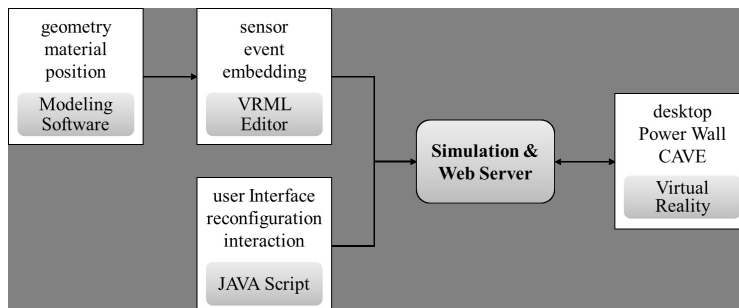 geometry
material
position
Modeling
Software
sensor
event
embedding
VRML
Editor
user Interface
reconfiguration
interaction
JAVA Script
Simulation &
Web Server
desktop
Power Wall
CAVE
Virtual
Reality